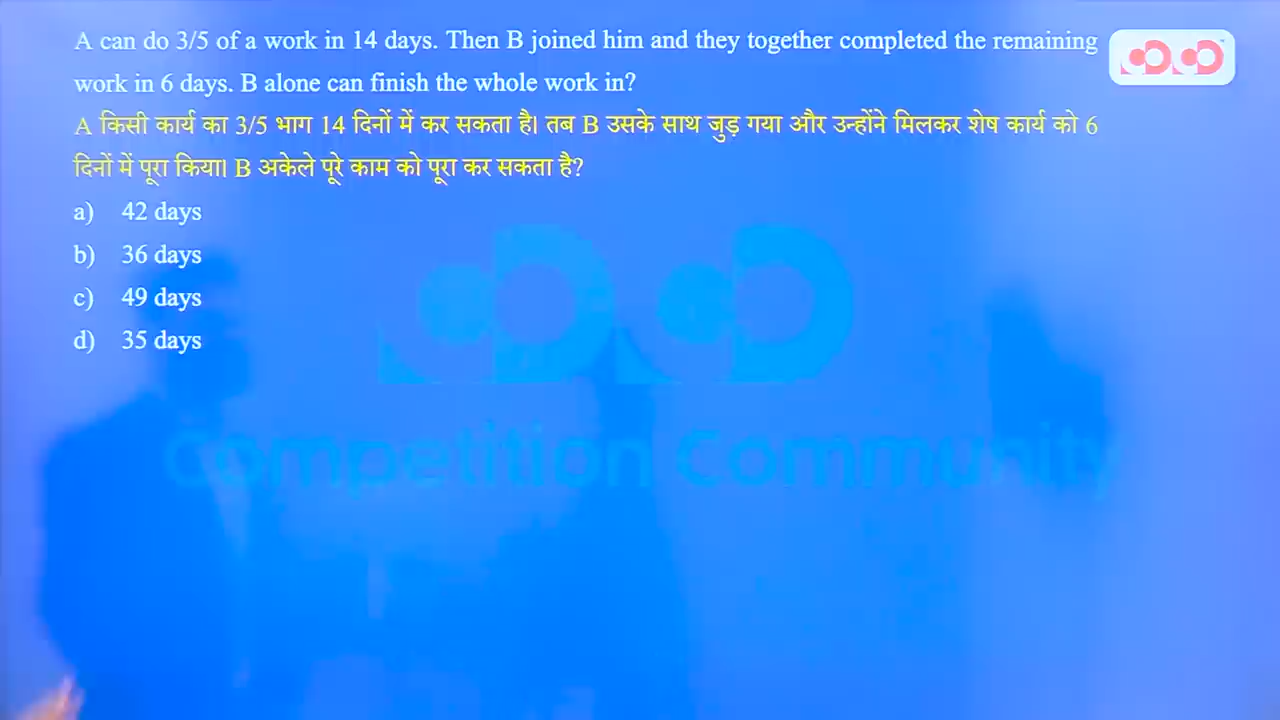 A can do 3/5 of a work in 14 days. Then B joined him and they together completed the remaining
work in 6 days. B alone can finish the whole work in?
A किसी कार्य का 3/5 भाग 14 दिनों में कर सकता है। तब B उसके साथ जुड़ गया और उन्होंने मिलकर शेष कार्य को 6
दिनों में पूरा किया। B अकेले पूरे काम को पूरा कर सकता है?
a) 42 days
b) 36 days
c) 49 days
d) 35 days
Competition Community